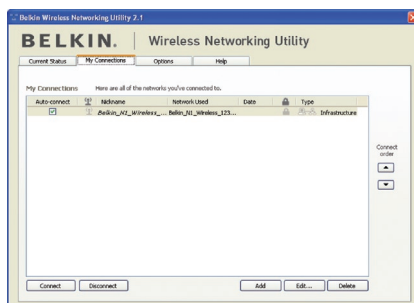 Belkin Wireless Networking Utility 2.1
BELKIN. Wireless Networking Utility
Current Status My Connections Options Help
My Connections Here are all of the networks you've connected to.
Auto-connect Nickname Network Used Date Type
Belkin_N1_Wireless_... Belkin_N1_Wireless_123... Infrastructure
Connect order
Connect Disconnect Add Edit... Delete